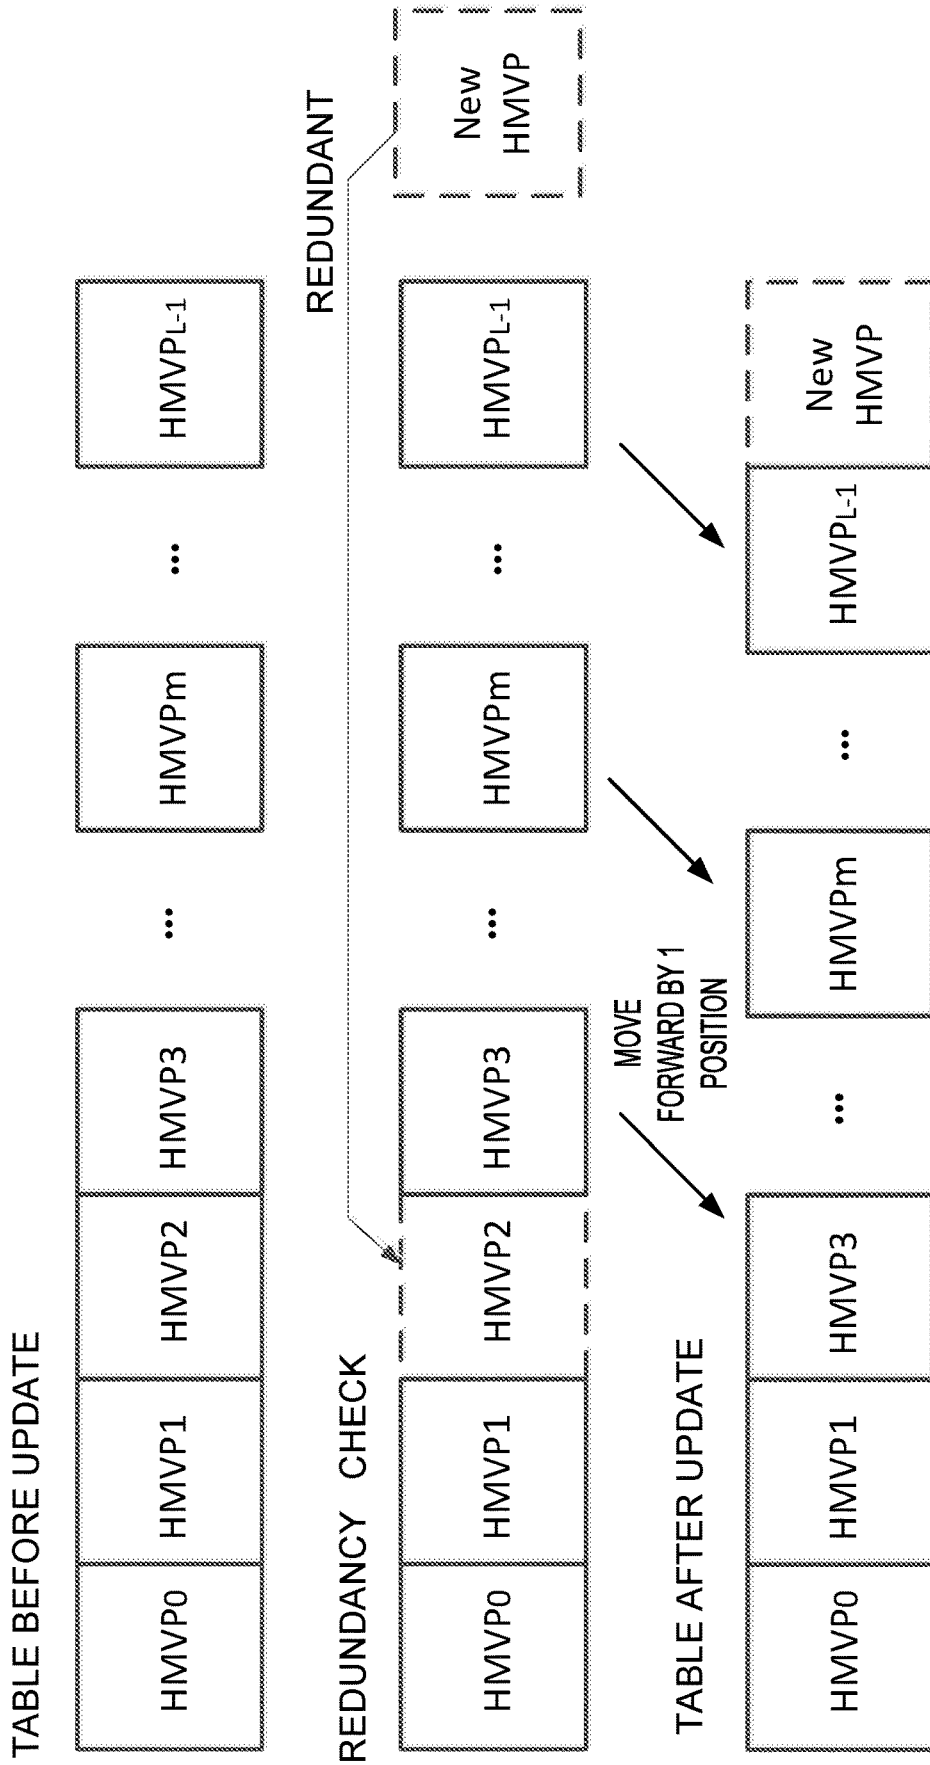 TABLE BEFORE UPDATE
HMVP0 HMVP1 HMVP2 HMVP3 ... HMVPm ... HMVPL-1
REDUNDANCY CHECK
REDUNDANT
HMVP0 HMVP1 HMVP2 HMVP3 ... HMVPm ... HMVPL-1
New
HMVP
MOVE
FORWARD BY 1
POSITION
TABLE AFTER UPDATE
HMVP0 HMVP1 HMVP3 ... HMVPm ... HMVPL-1
New
HMVP